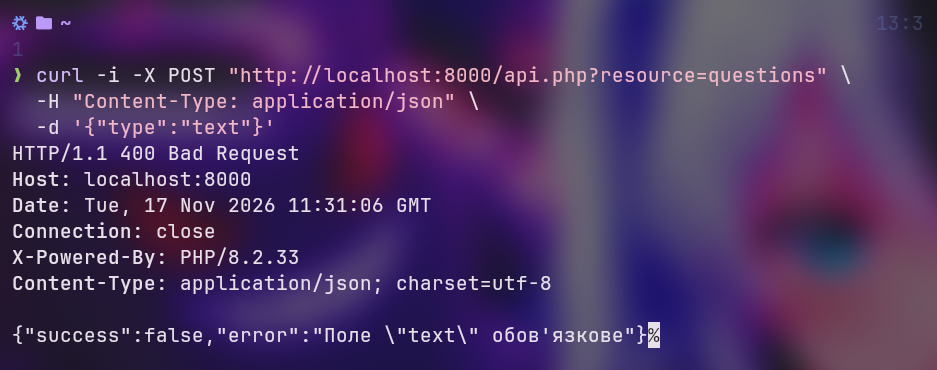 ~ 13:3
1
❯ curl -i -X POST "http://localhost:8000/api.php?resource=questions" \
  -H "Content-Type: application/json" \
  -d '{"type":"text"}'
HTTP/1.1 400 Bad Request
Host: localhost:8000
Date: Tue, 17 Nov 2026 11:31:06 GMT
Connection: close
X-Powered-By: PHP/8.2.33
Content-Type: application/json; charset=utf-8

{"success":false,"error":"Поле \"text\" обов'язкове"}%